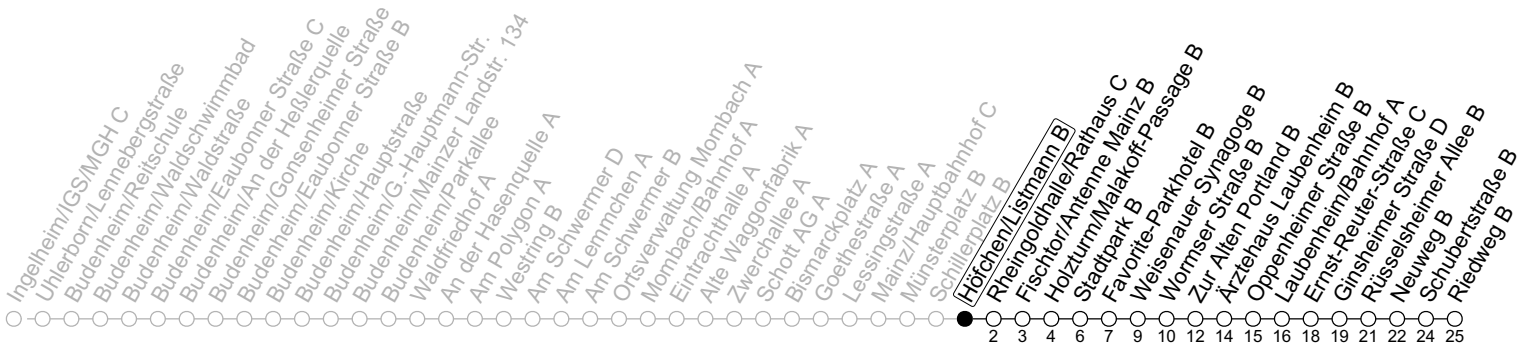 Ingelheim/IGS/MGH C
Uhlerborn/Lennebergstraße
Budenheim/Reitschule
Budenheim/Waldschwimmbad
Budenheim/Waldstraße
Budenheim/Eaubonner Straße C
Budenheim/An der Heßlerquelle
Budenheim/Gonsenheimer Straße
Budenheim/Eaubonner Straße B
Budenheim/Kirche
Budenheim/Hauptstraße
Budenheim/G.-Hauptmann-Str.
Budenheim/Mainzer Landstr. 134
Budenheim/Parkallee
Waldfriedhof A
An der Hasenquelle A
Am Polygon A
Westring B
Am Schwermer D
Am Lemmchen A
Am Schwermer B
Ortsverwaltung Mombach A
Mombach/Bahnhof A
Eintrachthalle A
Alte Waggonfabrik A
Zwerchallee A
Schott AG A
Bismarckplatz A
Goethestraße A
Lessingstraße A
Mainz/Hauptbahnhof C
Münsterplatz B
Schillerplatz B
Höfchen/Listmann B
Rheingoldhalle/Rathaus C
Fischtor/Antenne Mainz B
Holzturm/Malakoff-Passage B
Stadtpark B
Favorite-Parkhotel B
Weisenauer Synagoge B
Wormser Straße B
Zur Alten Portland B
Ärztehaus Laubenheim B
Oppenheimer Straße B
Laubenheim/Bahnhof A
Ernst-Reuter-Straße C
Ginsheimer Straße D
Rüsselsheimer Allee B
Neuweg B
Schubertstraße B
Riedweg B
2 3 4 6 7 9 10 12 14 15 16 18 19 21 22 24 25